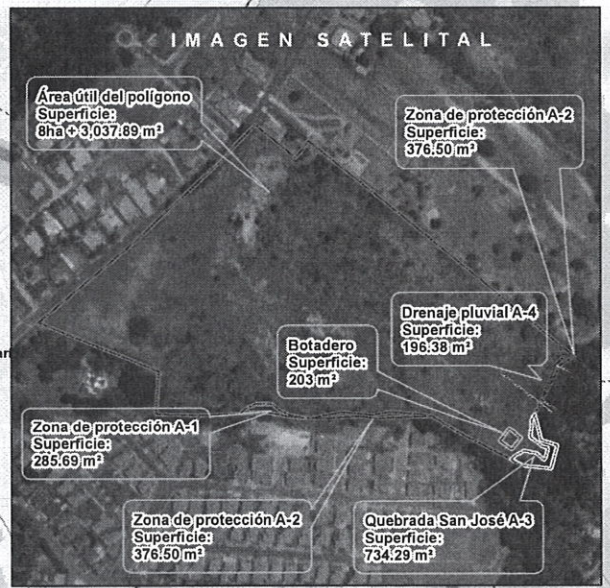 IMAGEN SATELITAL
Área útil del polígono
Superficie:
8ha + 3,037.89 m²
Zona de protección A-2
Superficie:
376.50 m²
Drenaje pluvial A-4
Superficie:
196.38 m²
Botadero
Superficie:
203 m²
Zona de protección A-1
Superficie:
285.69 m²
Zona de protección A-2
Superficie:
376.50 m²
Quebrada San José A-3
Superficie:
734.29 m²